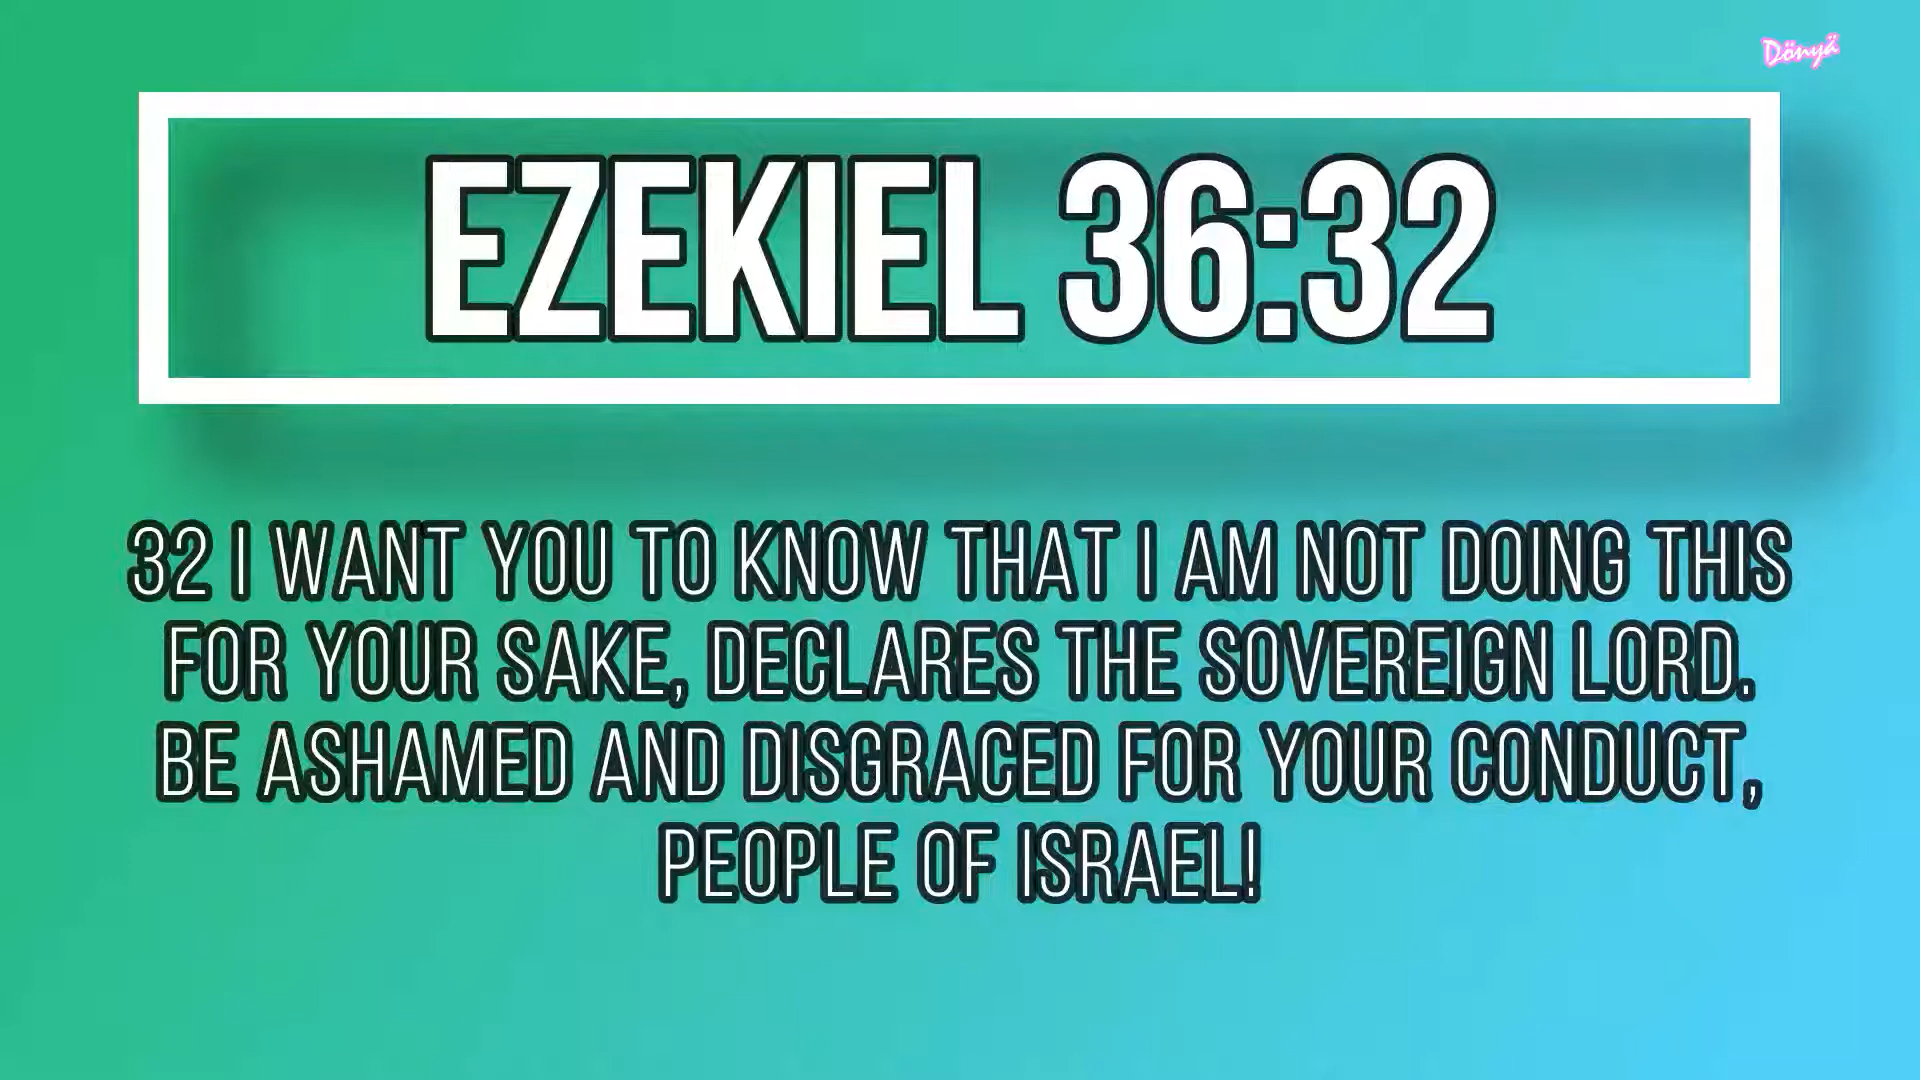 Dönyä
EZEKIEL 36:32
32 I WANT YOU TO KNOW THAT I AM NOT DOING THIS
FOR YOUR SAKE, DECLARES THE SOVEREIGN LORD.
BE ASHAMED AND DISGRACED FOR YOUR CONDUCT,
PEOPLE OF ISRAEL!